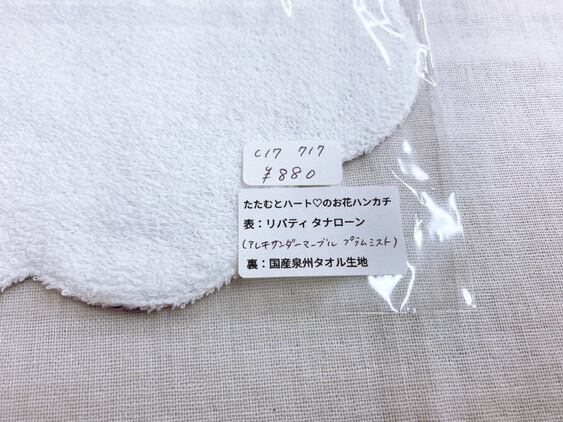 C17 717
¥880
たたむとハート♡のお花ハンカチ
表：リバティ タナローン
(アレキサンダーマーブル プラムミスト)
裏：国産泉州タオル生地